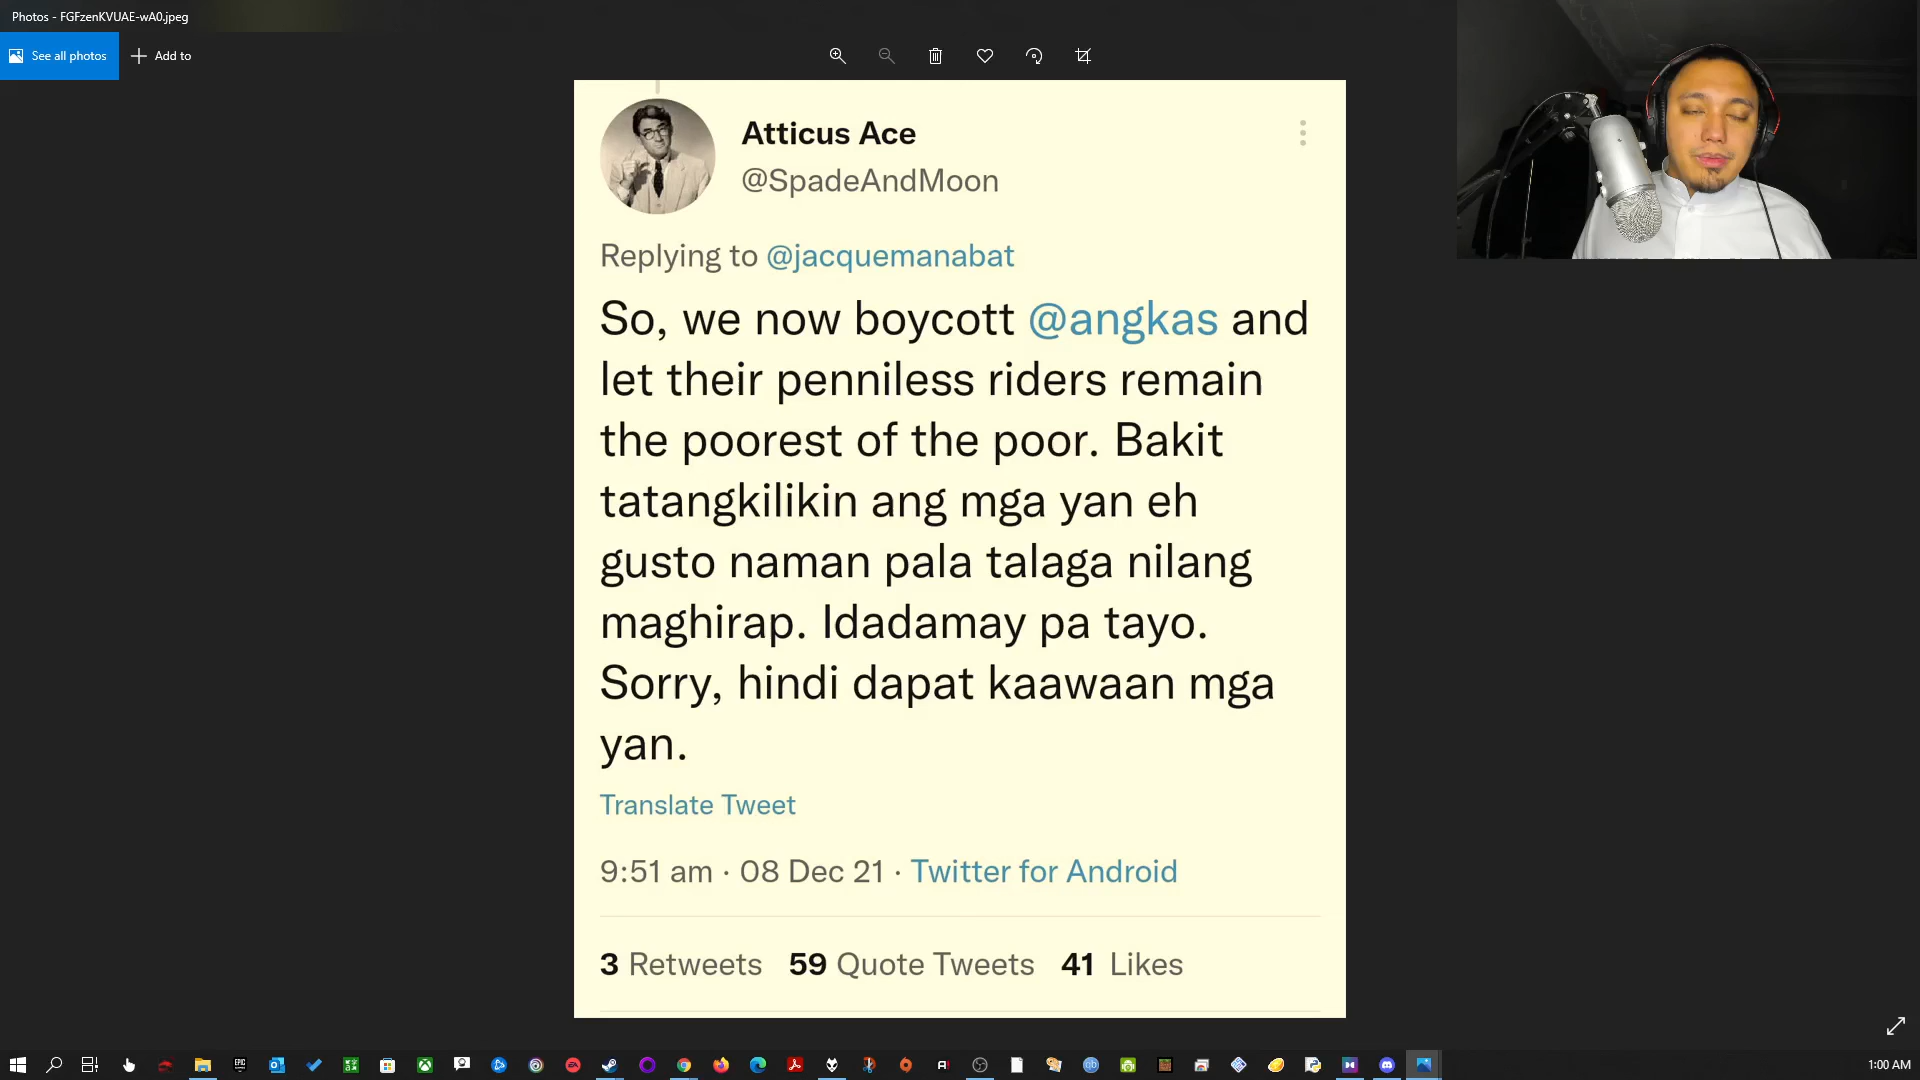 Photos - FGFzenKVUAE-wA0.jpeg
See all photos
Add to
Atticus Ace
@SpadeAndMoon
Replying to @jacquemanabat
So, we now boycott @angkas and
let their penniless riders remain
the poorest of the poor. Bakit
tatangkilikin ang mga yan eh
gusto naman pala talaga nilang
maghirap. Idadamay pa tayo.
Sorry, hindi dapat kaawaan mga
yan.
Translate Tweet
9:51 am · 08 Dec 21 · Twitter for Android
3 Retweets 59 Quote Tweets 41 Likes
1:00 AM